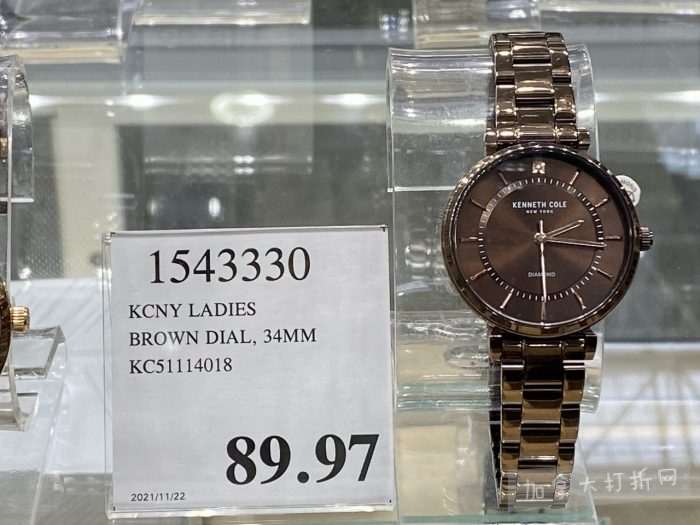 1543330
KCNY LADIES
BROWN DIAL, 34MM
KC51114018
89.97
2021/11/22
KENNETH COLE
NEW YORK
DIAMOND
加拿大打折网